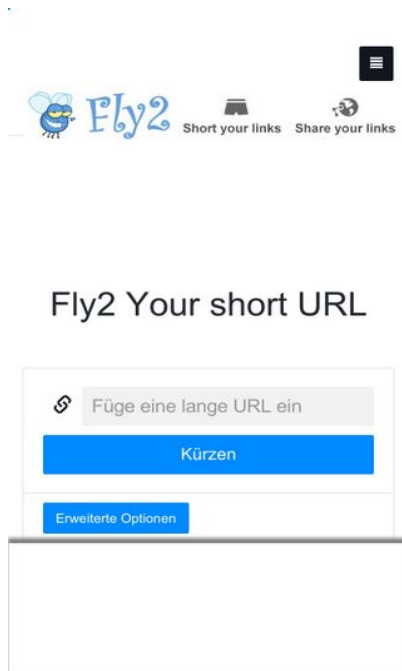 Fly2
Short your links
Share your links
Fly2 Your short URL
Füge eine lange URL ein
Kürzen
Erweiterte Optionen